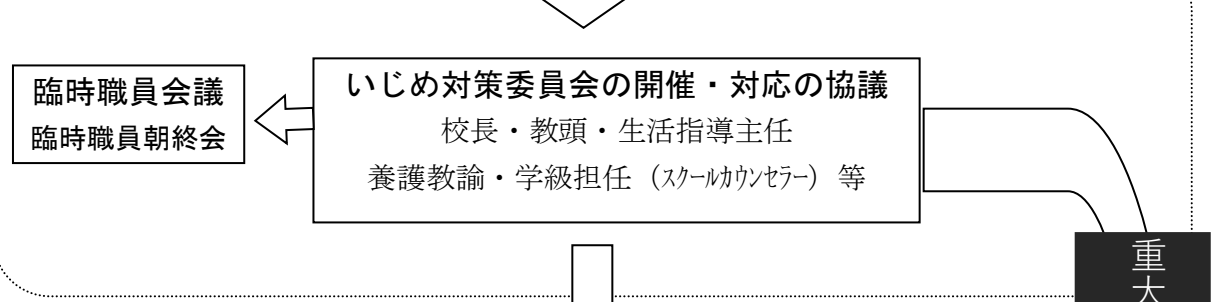 臨時職員会議
臨時職員朝終会
いじめ対策委員会の開催・対応の協議
校長・教頭・生活指導主任
養護教諭・学級担任（ｽｸｰﾙｶｳﾝｾﾗｰ）等
重大